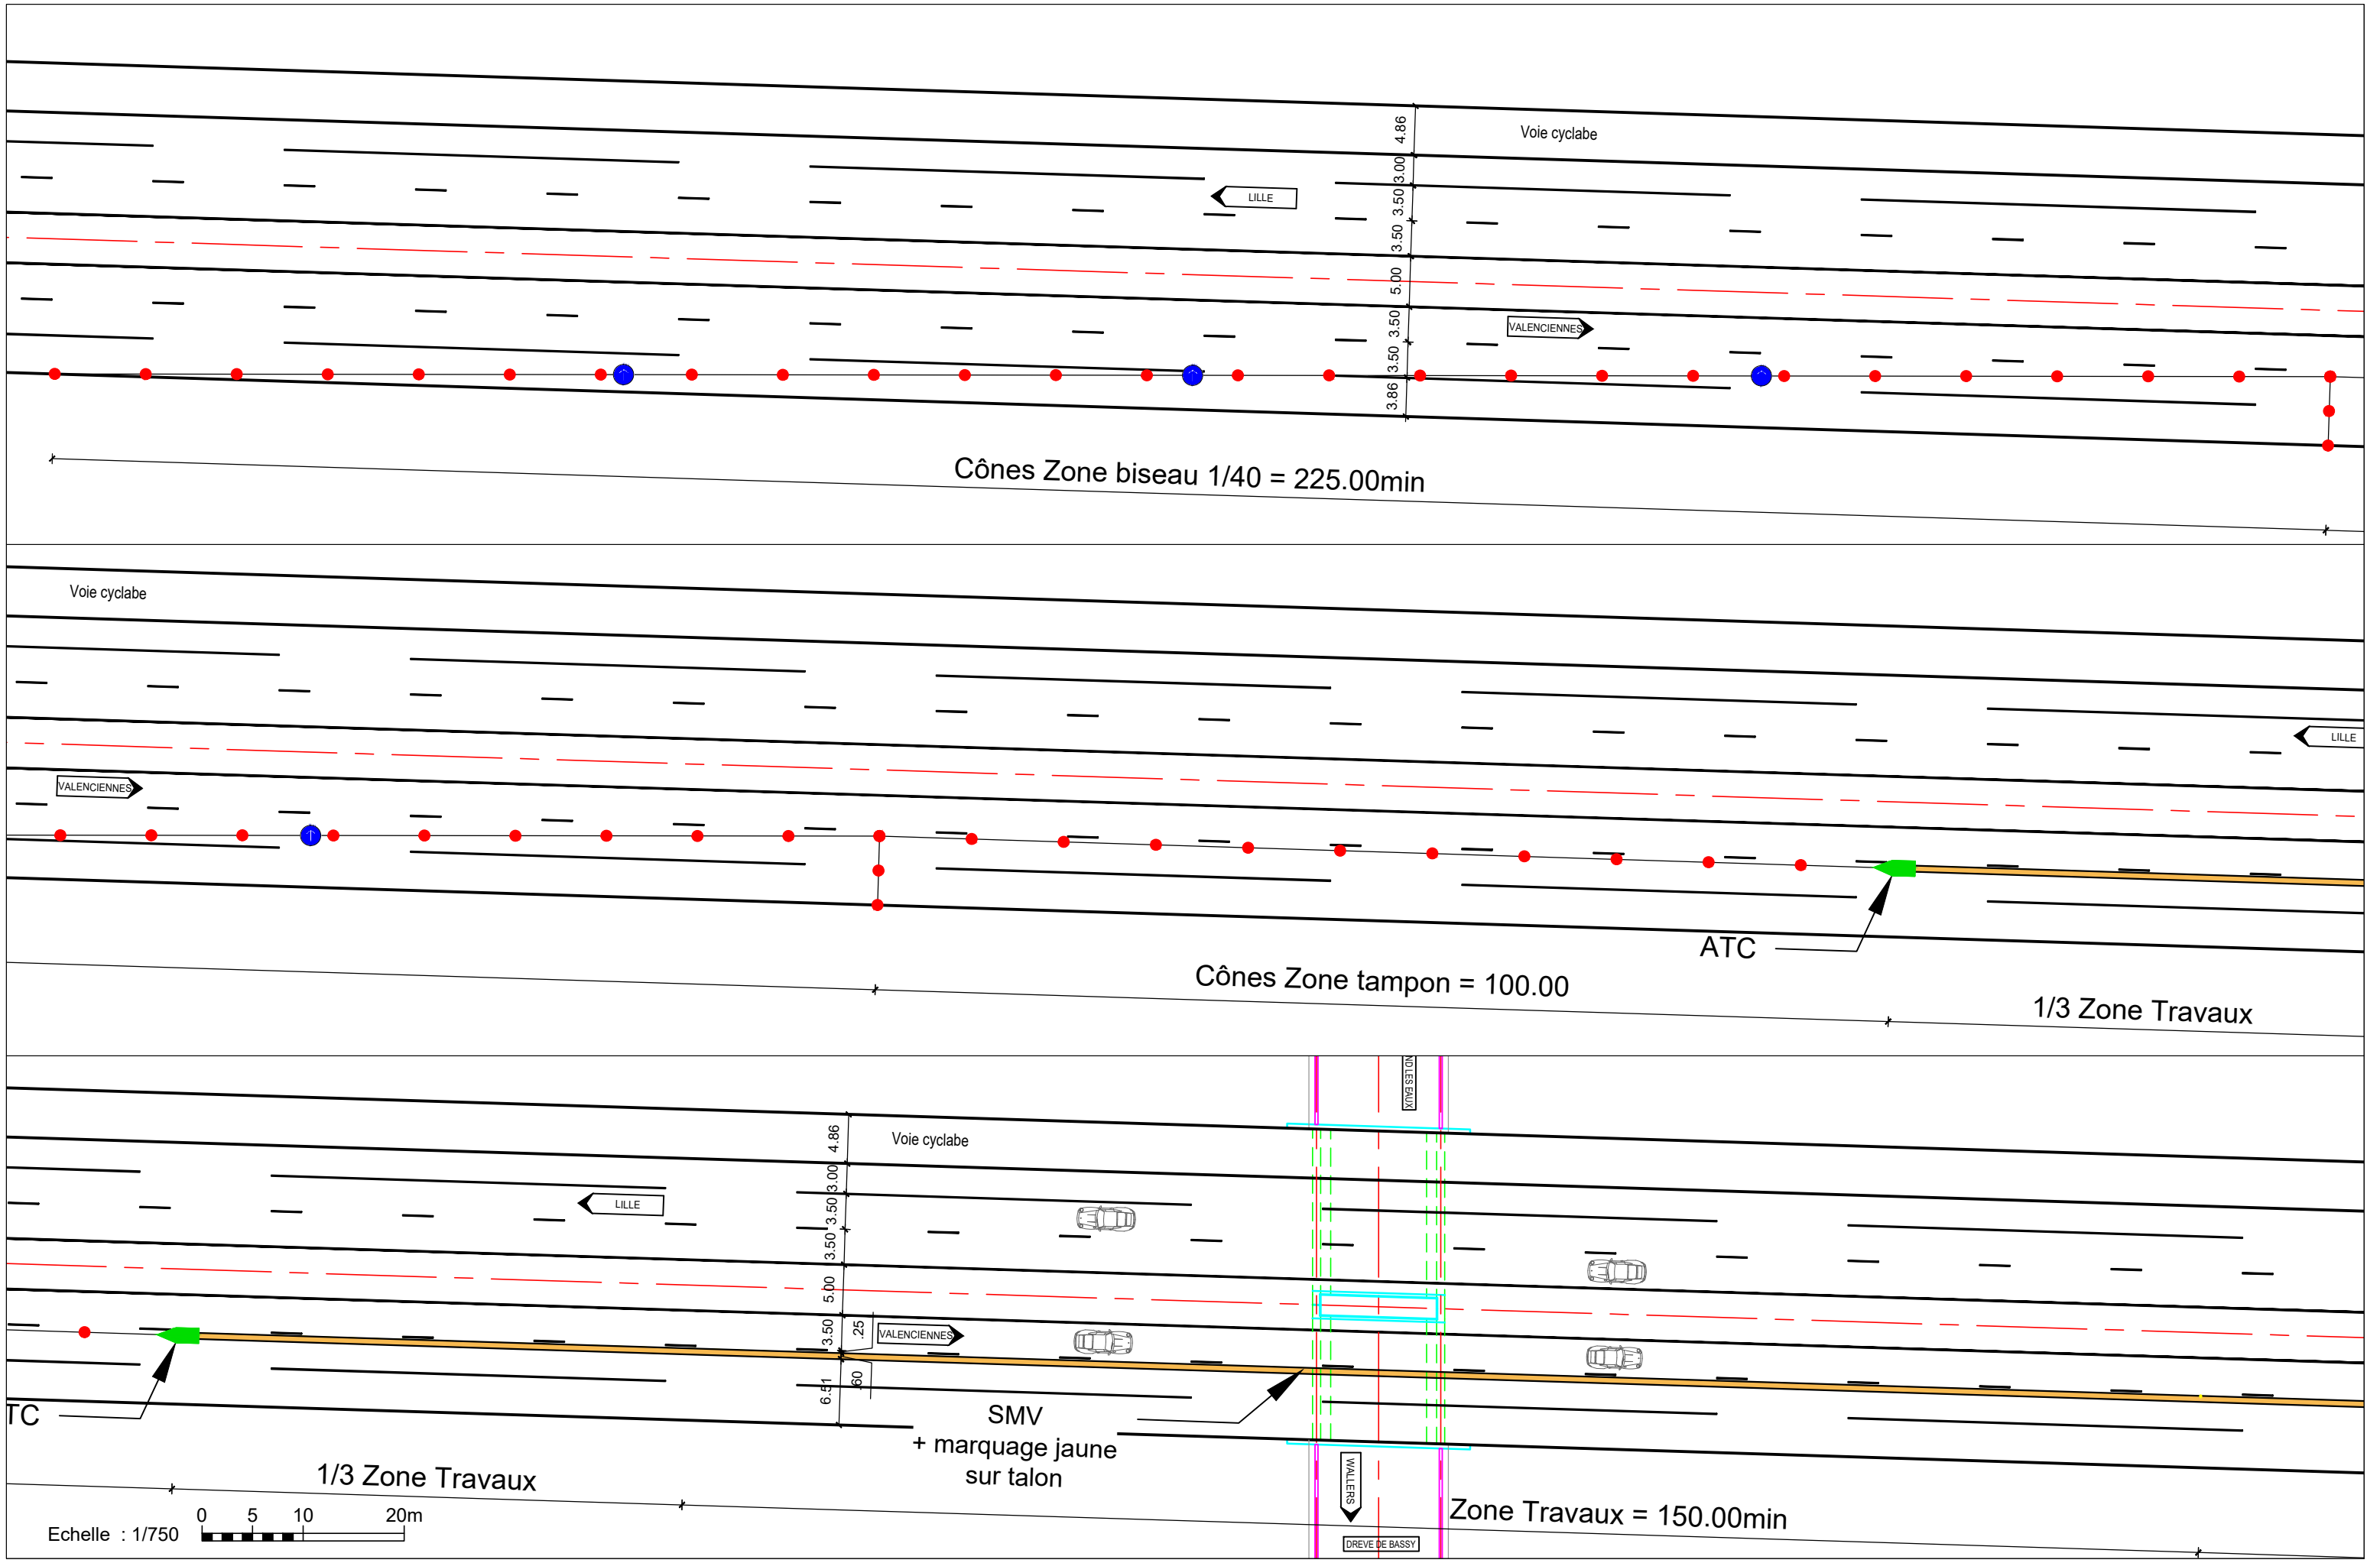 4.86
Voie cyclabe
3.00
3.50
LILLE
3.50
5.00
3.50
VALENCIENNES
3.50
3.86
Cônes Zone biseau 1/40 = 225.00min
Voie cyclabe
LILLE
VALENCIENNES
ATC
Cônes Zone tampon = 100.00
1/3 Zone Travaux
ND LES EAUX
4.86
Voie cyclabe
3.00
3.50
LILLE
3.50
5.00
3.50
.25
VALENCIENNES
6.51
.60
TC
SMV
+ marquage jaune
sur talon
1/3 Zone Travaux
WALLERS
Zone Travaux = 150.00min
0 5 10 20m
Echelle : 1/750
DREVE DE BASSY